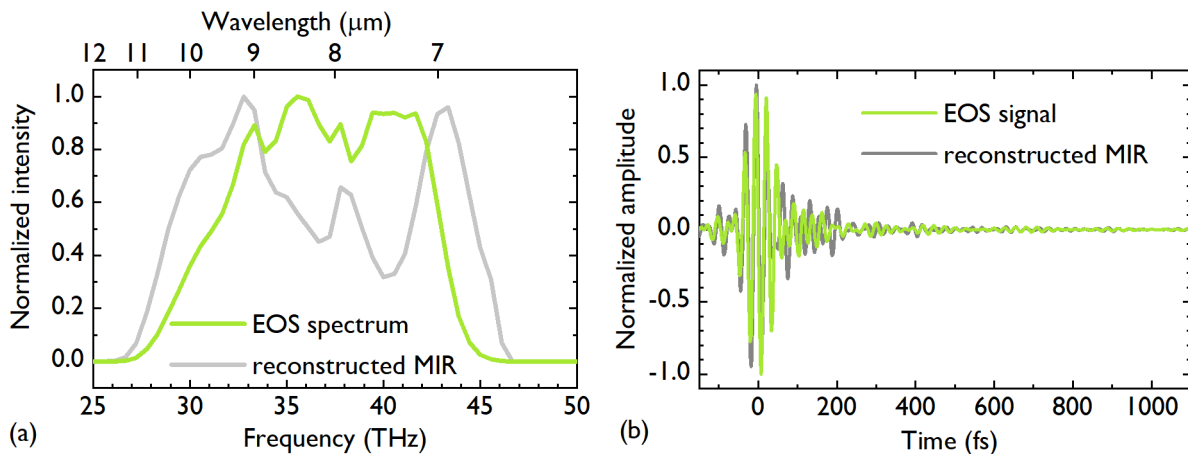 Wavelength (μm)
12 11 10 9 8 7
1.0
0.8
0.6
0.4
0.2
0.0
Normalized intensity
EOS spectrum
reconstructed MIR
25 30 35 40 45 50
(a)
Frequency (THz)
1.0
0.5
0.0
-0.5
-1.0
Normalized amplitude
EOS signal
reconstructed MIR
0 200 400 600 800 1000
(b)
Time (fs)